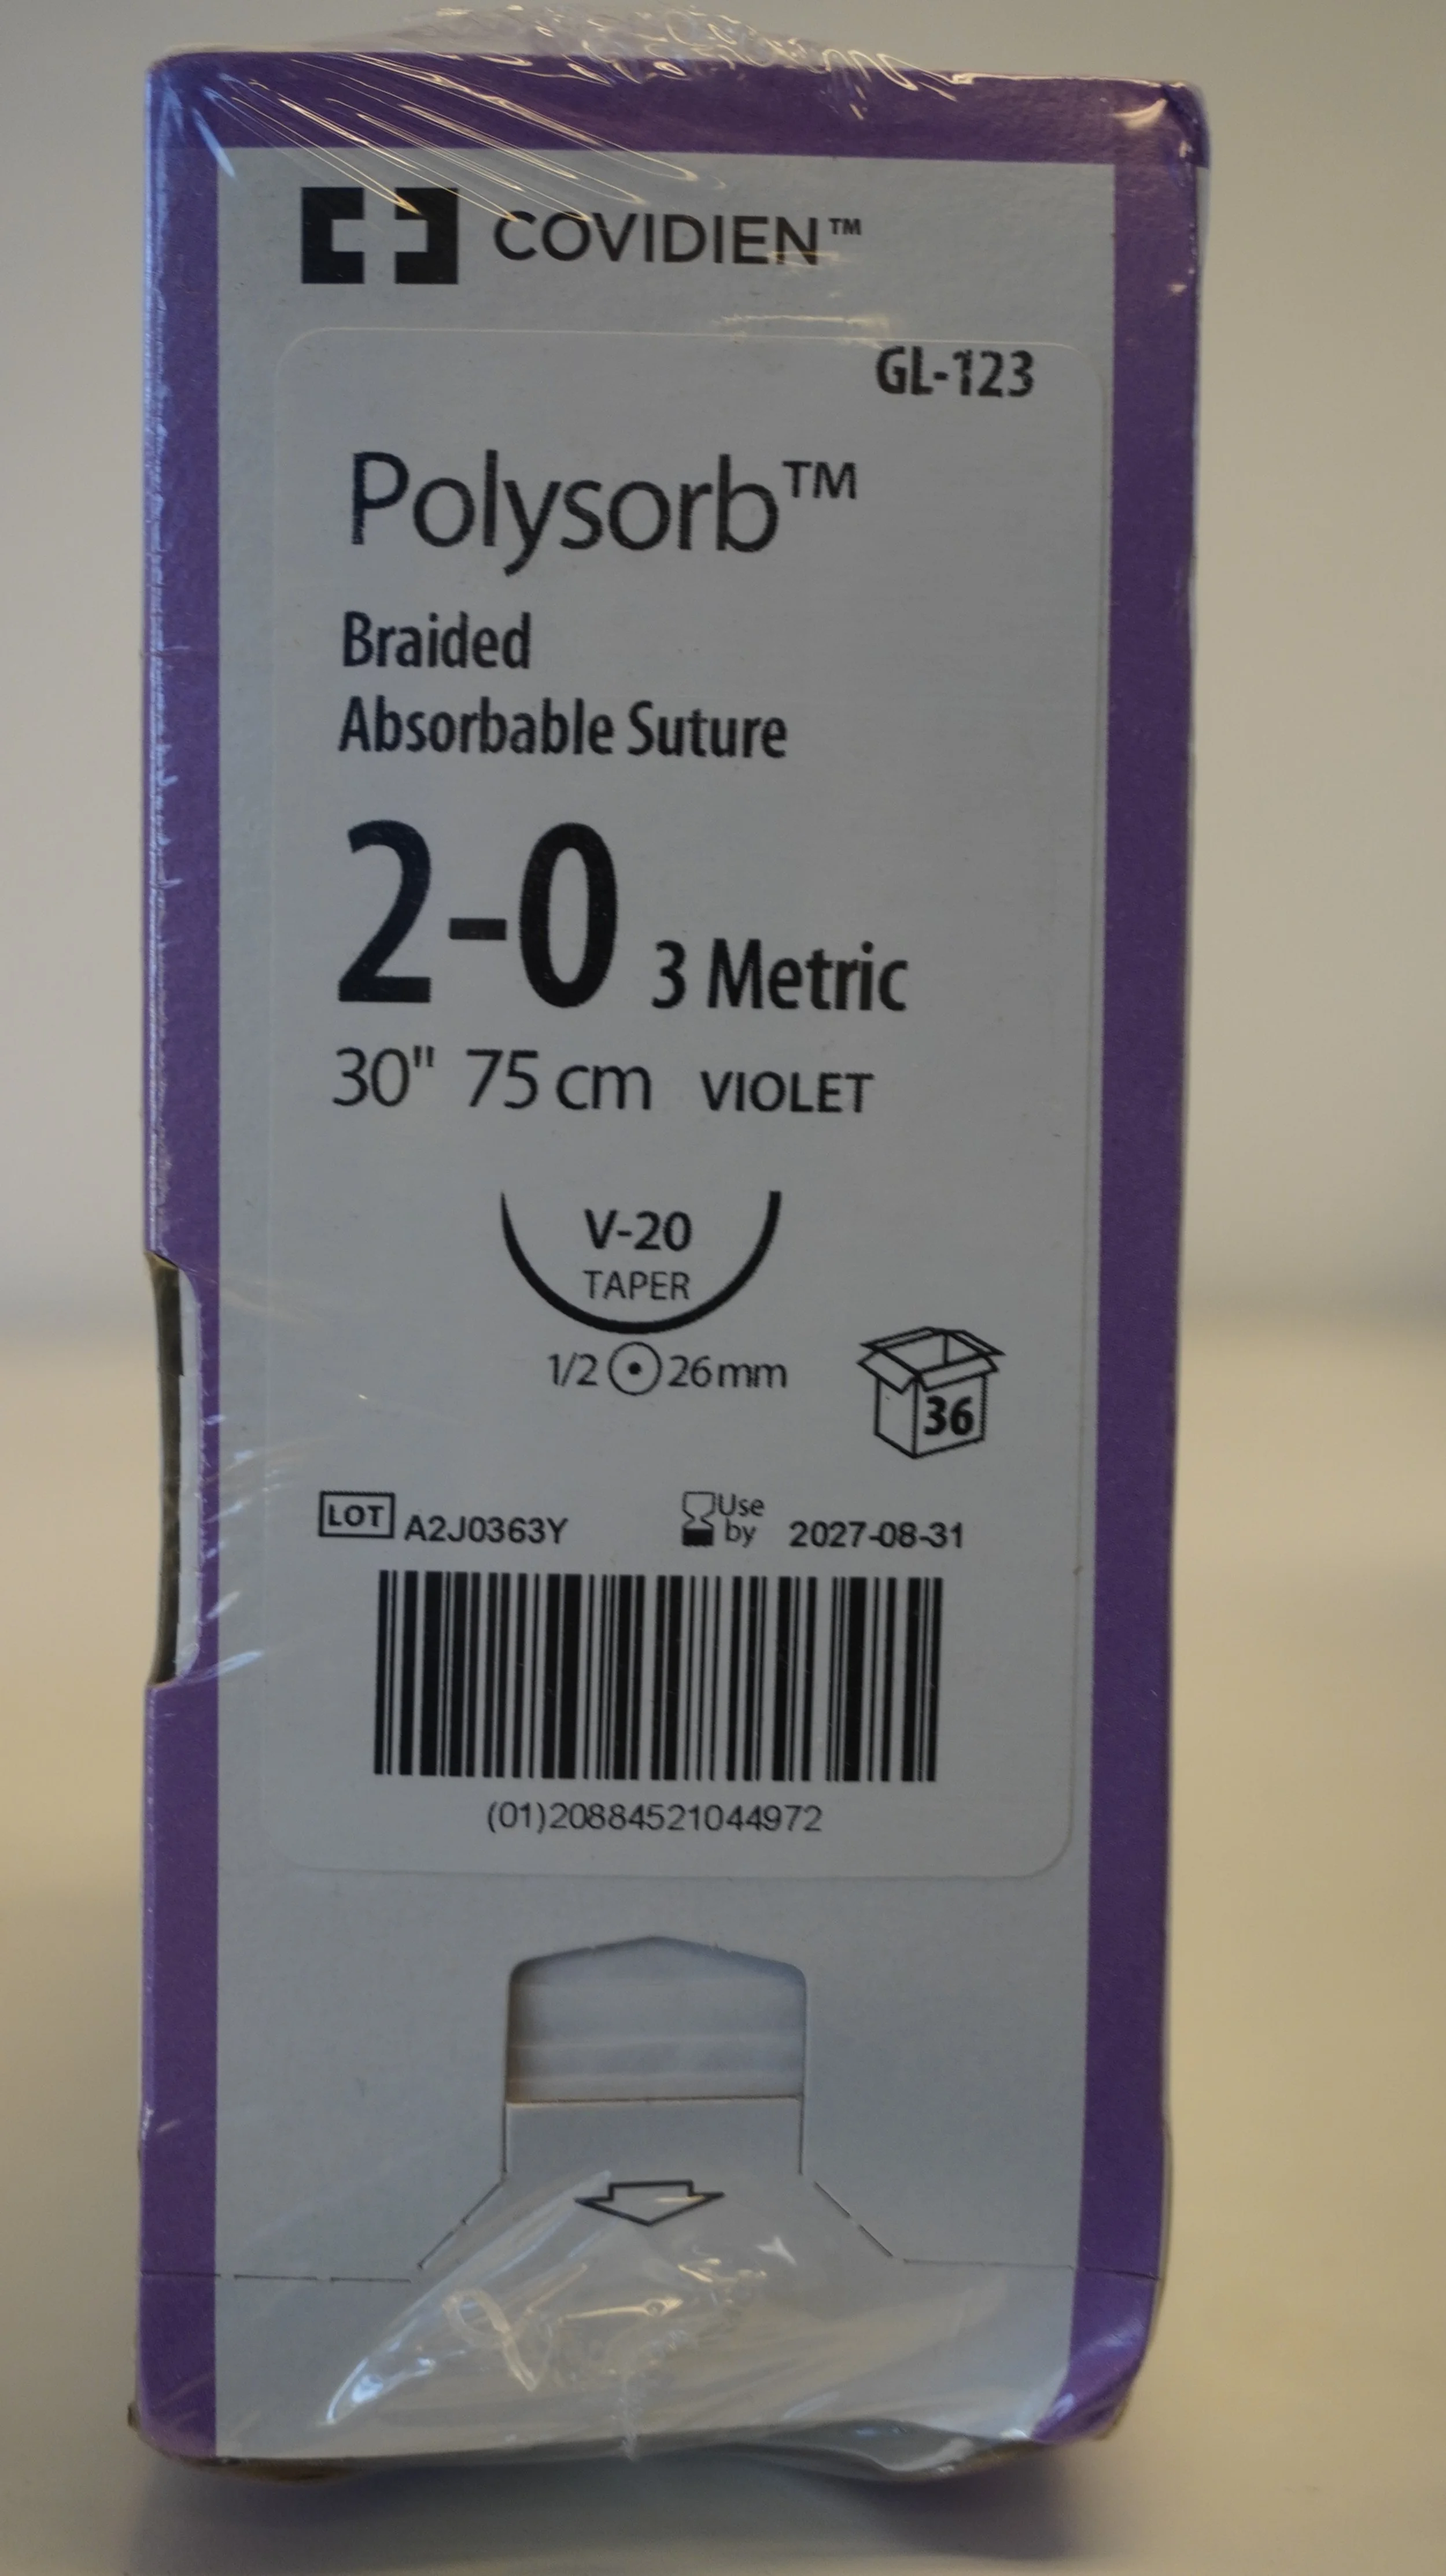 COVIDIEN™
GL-123
Polysorb™
Braided
Absorbable Suture
2-0 3 Metric
30" 75 cm VIOLET
V-20
TAPER
1/2 26mm
36
LOT A2J0363Y
Use by 2027-08-31
(01)20884521044972